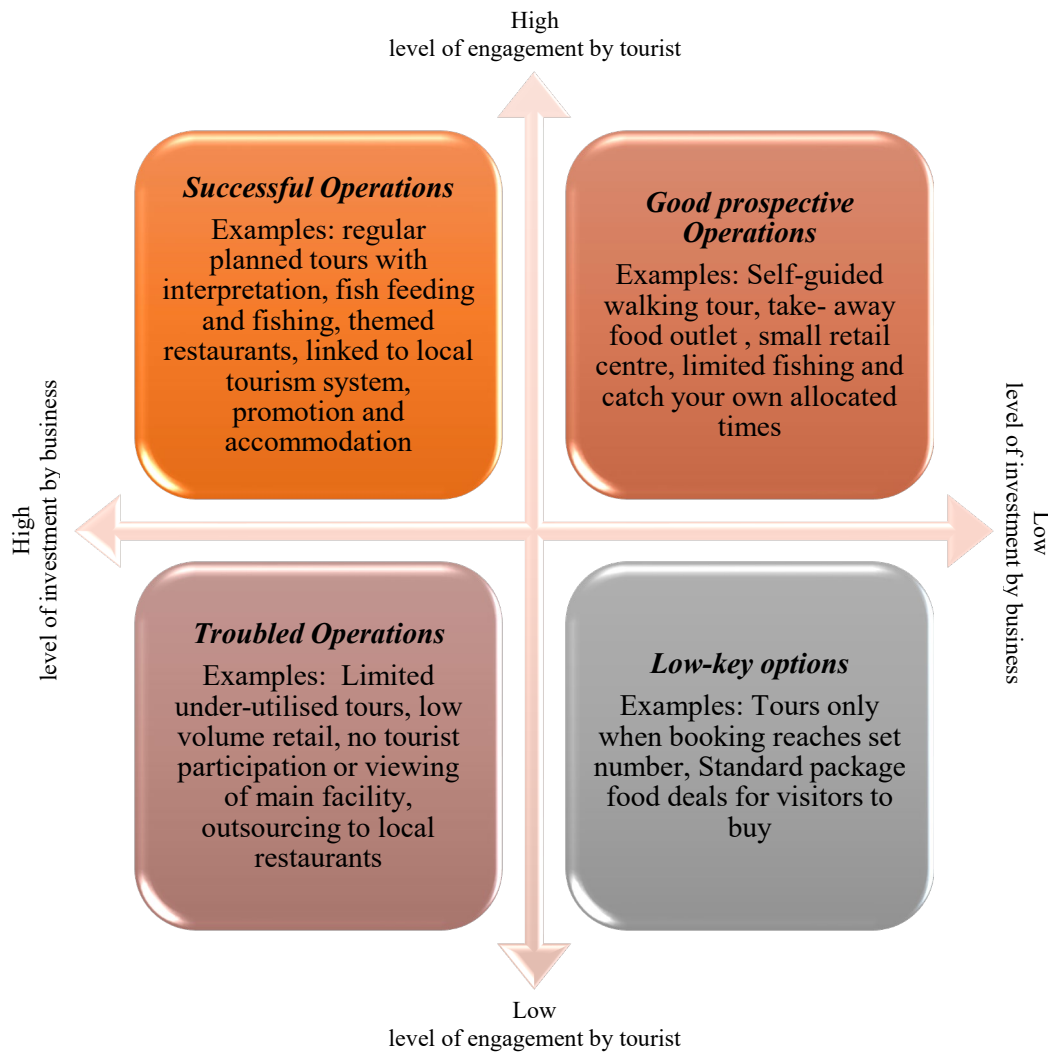 High
level of engagement by tourist
Successful Operations
Examples: regular
planned tours with
interpretation, fish feeding
and fishing, themed
restaurants, linked to local
tourism system,
promotion and
accommodation
Good prospective
Operations
Examples: Self-guided
walking tour, take- away
food outlet , small retail
centre, limited fishing and
catch your own allocated
times
High
level of investment by business
Low
level of investment by business
Troubled Operations
Examples:  Limited
under-utilised tours, low
volume retail, no tourist
participation or viewing
of main facility,
outsourcing to local
restaurants
Low-key options
Examples: Tours only
when booking reaches set
number, Standard package
food deals for visitors to
buy
Low
level of engagement by tourist